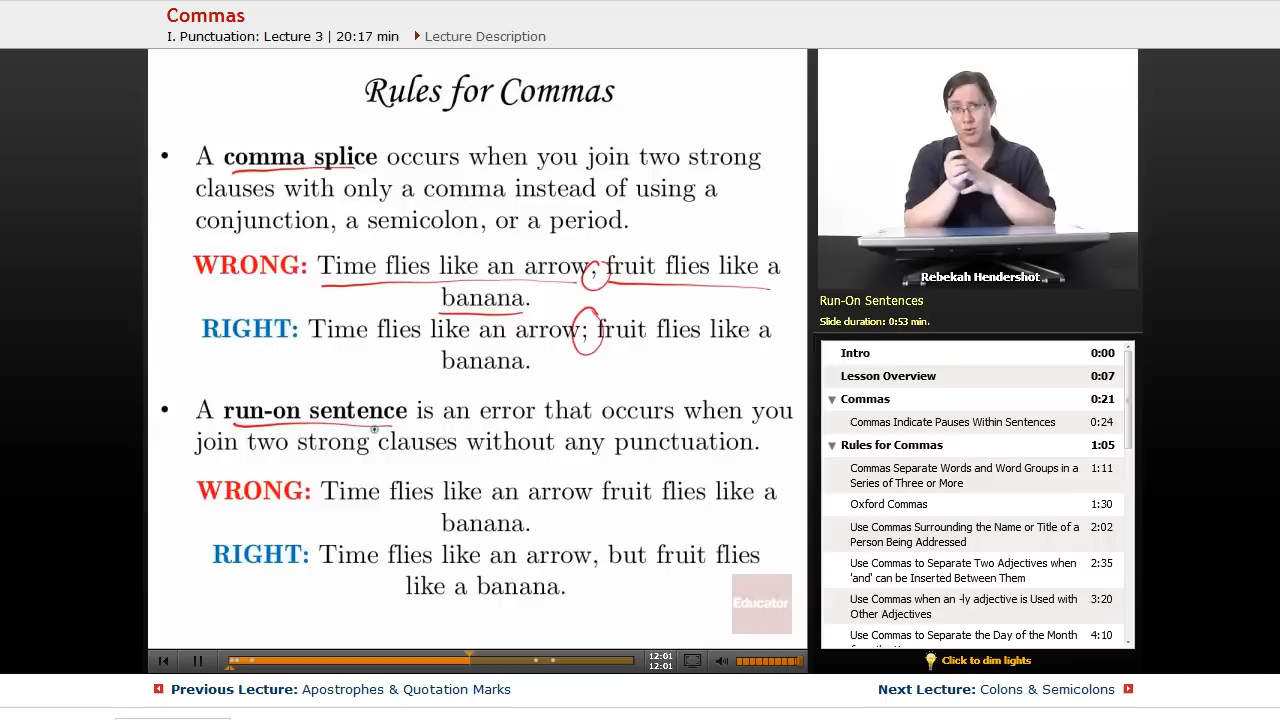 Commas
I. Punctuation: Lecture 3 | 20:17 min
Lecture Description
Rules for Commas
• A comma splice occurs when you join two strong
clauses with only a comma instead of using a
conjunction, a semicolon, or a period.
WRONG: Time flies like an arrow, fruit flies like a
banana.
RIGHT: Time flies like an arrow; fruit flies like a
banana.
• A run-on sentence is an error that occurs when you
join two strong clauses without any punctuation.
WRONG: Time flies like an arrow fruit flies like a
banana.
RIGHT: Time flies like an arrow, but fruit flies
like a banana.
Educator
12:01
12:01
Rebekah Hendershot
Run-On Sentences
Slide duration: 0:53 min.
Intro 0:00
Lesson Overview 0:07
Commas 0:21
Commas Indicate Pauses Within Sentences 0:24
Rules for Commas 1:05
Commas Separate Words and Word Groups in a 1:11
Series of Three or More
Oxford Commas 1:30
Use Commas Surrounding the Name or Title of a 2:02
Person Being Addressed
Use Commas to Separate Two Adjectives when 2:35
'and' can be Inserted Between Them
Use Commas when an -ly adjective is Used with 3:20
Other Adjectives
Use Commas to Separate the Day of the Month 4:10
Click to dim lights
Previous Lecture: Apostrophes & Quotation Marks
Next Lecture: Colons & Semicolons